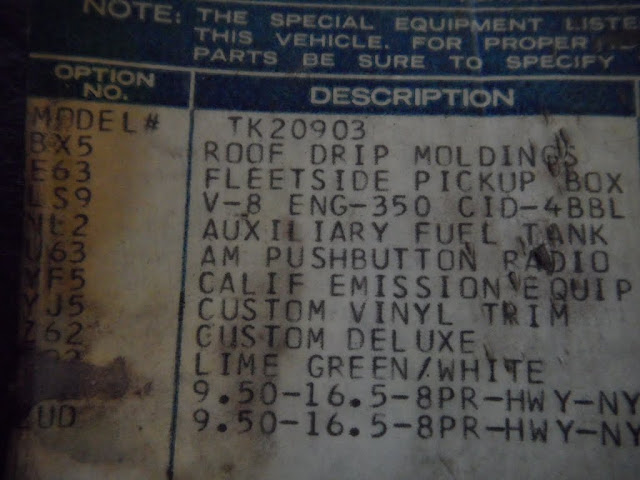 NOTE: THE SPECIAL EQUIPMENT LISTE
THIS VEHICLE. FOR PROPER
PARTS BE SURE TO SPECIFY
OPTION NO. DESCRIPTION
MODEL# TK20903
BX5 ROOF DRIP MOLDINGS
E63 FLEETSIDE PICKUP BOX
LS9 V-8 ENG-350 CID-4BBL
NL2 AUXILIARY FUEL TANK
U63 AM PUSHBUTTON RADIO
YF5 CALIF EMISSION EQUIP
YJ5 CUSTOM VINYL TRIM
Z62 CUSTOM DELUXE
LIME GREEN/WHITE
9.50-16.5-8PR-HWY-NY
UD 9.50-16.5-8PR-HWY-NY